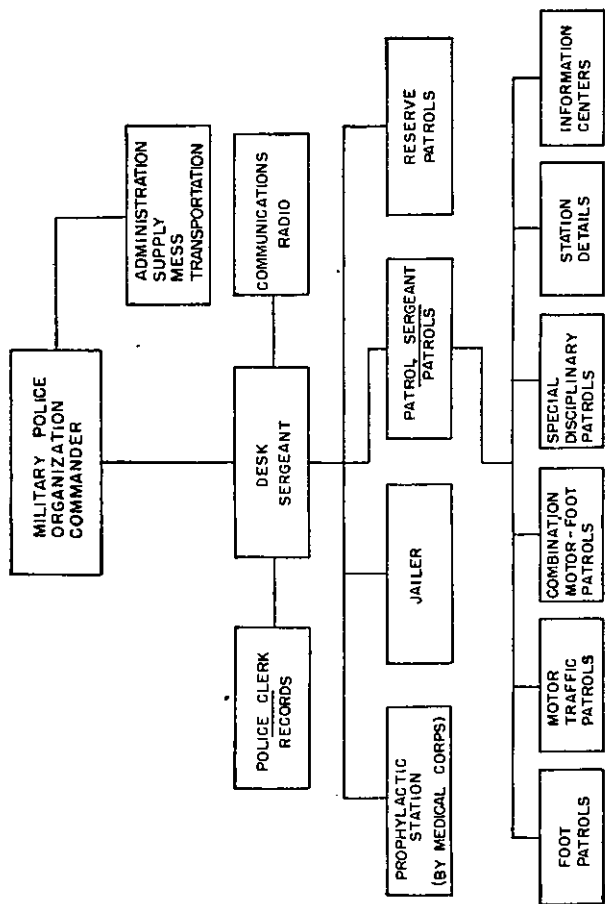 MILITARY POLICE
ORGANIZATION
COMMANDER
ADMINISTRATION
SUPPLY
MESS
TRANSPORTATION
POLICE CLERK
RECORDS
DESK
SERGEANT
COMMUNICATIONS
RADIO
PROPHYLACTIC
STATION
(BY MEDICAL CORPS)
JAILER
PATROL SERGEANT
PATROLS
RESERVE
PATROLS
FOOT
PATROLS
MOTOR
TRAFFIC
PATROLS
COMBINATION
MOTOR-FOOT
PATROLS
SPECIAL
DISCIPLINARY
PATROLS
STATION
DETAILS
INFORMATION
CENTERS